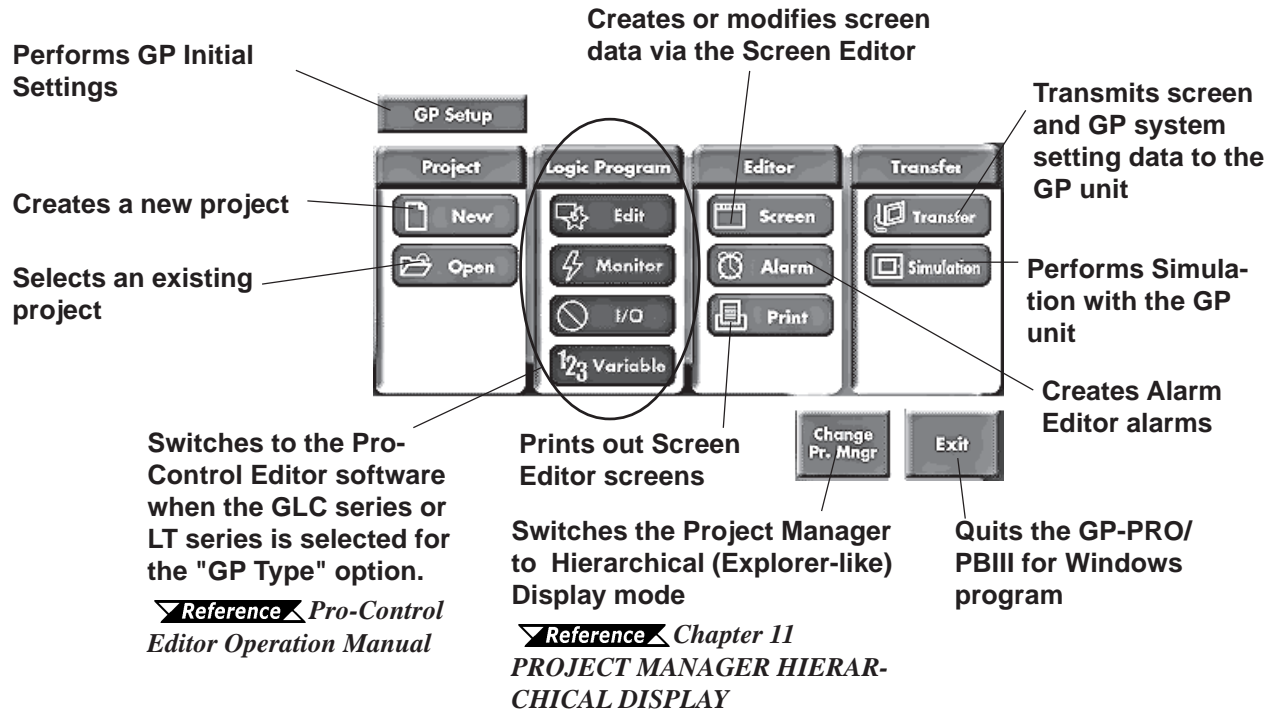 Creates or modifies screen
data via the Screen Editor
Performs GP Initial
Settings
Transmits screen
and GP system
setting data to the
GP unit
GP Setup
Project
Logic Program
Editor
Transfer
Creates a new project
New
Edit
Screen
Transfer
Selects an existing
project
Open
Monitor
Alarm
Simulation
Performs Simula-
tion with the GP
unit
I/O
Print
123 Variable
Creates Alarm
Editor alarms
Switches to the Pro-
Control Editor software
when the GLC series or
LT series is selected for
the "GP Type" option.
Reference Pro-Control
Editor Operation Manual
Prints out Screen
Editor screens
Change
Pr. Mngr
Exit
Switches the Project Manager
to Hierarchical (Explorer-like)
Display mode
Reference Chapter 11
PROJECT MANAGER HIERAR-
CHICAL DISPLAY
Quits the GP-PRO/
PBIII for Windows
program